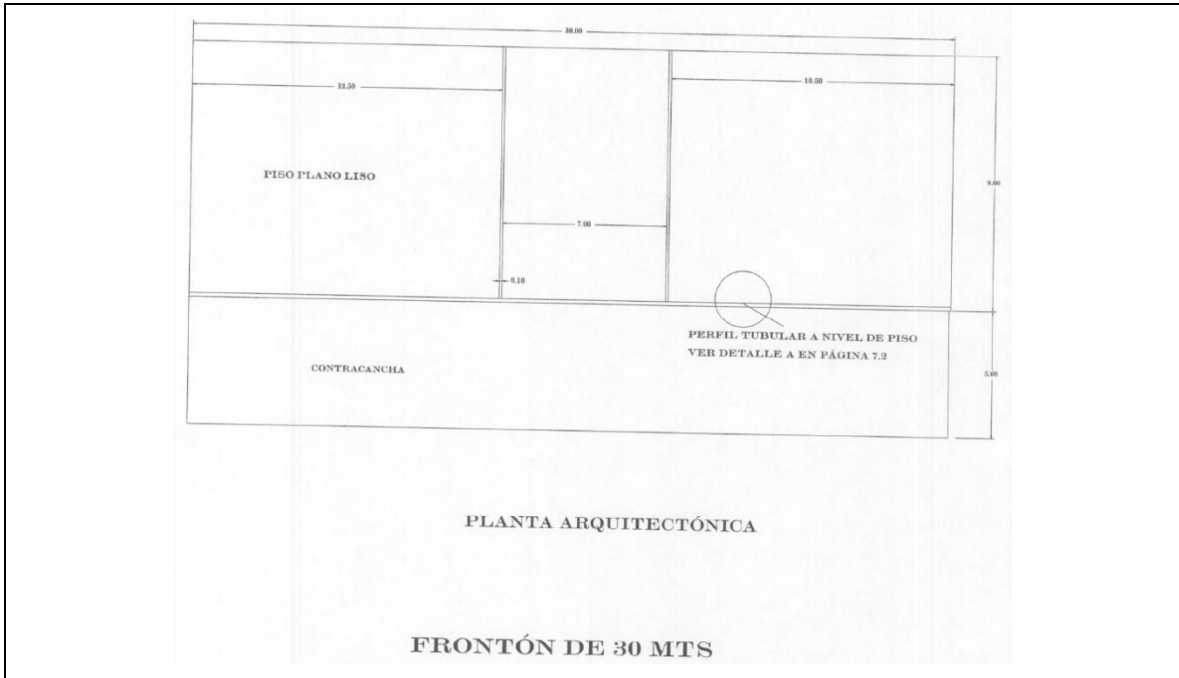 30.00
12.50
10.50
PISO PLANO LISO
9.00
7.00
0.10
PERFIL TUBULAR A NIVEL DE PISO
VER DETALLE A EN PÁGINA 7.2
CONTRACANCHA
5.00
PLANTA ARQUITECTÓNICA
FRONTÓN DE 30 MTS